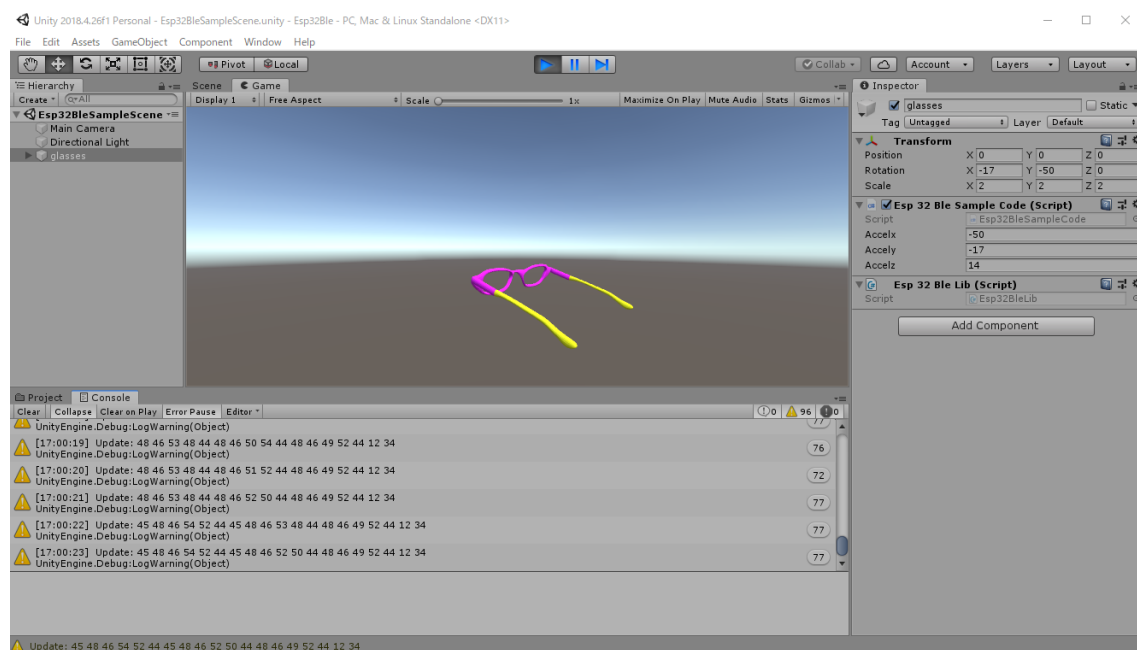 Unity 2018.4.26f1 Personal - Esp32BleSampleScene.unity - Esp32Ble - PC, Mac & Linux Standalone <DX11>
File Edit Assets GameObject Component Window Help
Pivot Local Collab Account Layers Layout
Hierarchy
Create All
Esp32BleSampleScene
Main Camera
Directional Light
glasses
Scene Game
Display 1 Free Aspect Scale 1x Maximize On Play Mute Audio Stats Gizmos
Inspector
glasses Static
Tag Untagged Layer Default
Transform
Position X 0 Y 0 Z 0
Rotation X -17 Y -50 Z 0
Scale X 2 Y 2 Z 2
Esp 32 Ble Sample Code (Script)
Script Esp32BleSampleCode
Accelx -50
Accely -17
Accelz 14
Esp 32 Ble Lib (Script)
Script Esp32BleLib
Add Component
Project Console
Clear Collapse Clear on Play Error Pause Editor 0 96 0
UnityEngine.Debug:LogWarning(Object) 77
[17:00:19] Update: 48 46 53 48 44 48 46 50 54 44 48 46 49 52 44 12 34
UnityEngine.Debug:LogWarning(Object) 76
[17:00:20] Update: 48 46 53 48 44 48 46 51 52 44 48 46 49 52 44 12 34
UnityEngine.Debug:LogWarning(Object) 72
[17:00:21] Update: 48 46 53 48 44 48 46 52 50 44 48 46 49 52 44 12 34
UnityEngine.Debug:LogWarning(Object) 77
[17:00:22] Update: 45 48 46 54 52 44 45 48 46 53 48 44 48 46 49 52 44 12 34
UnityEngine.Debug:LogWarning(Object) 77
[17:00:23] Update: 45 48 46 54 52 44 45 48 46 52 50 44 48 46 49 52 44 12 34
UnityEngine.Debug:LogWarning(Object) 77
Update: 45 48 46 54 52 44 45 48 46 52 50 44 48 46 49 52 44 12 34